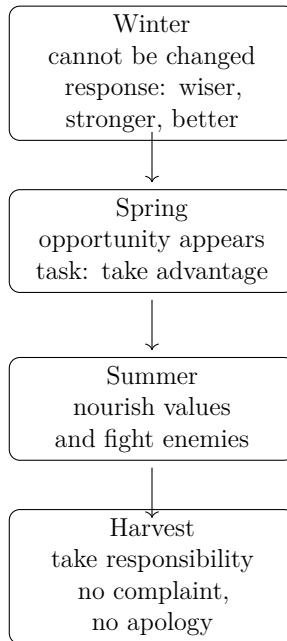 Winter
cannot be changed
response: wiser,
stronger, better
Spring
opportunity appears
task: take advantage
Summer
nourish values
and fight enemies
Harvest
take responsibility
no complaint,
no apology